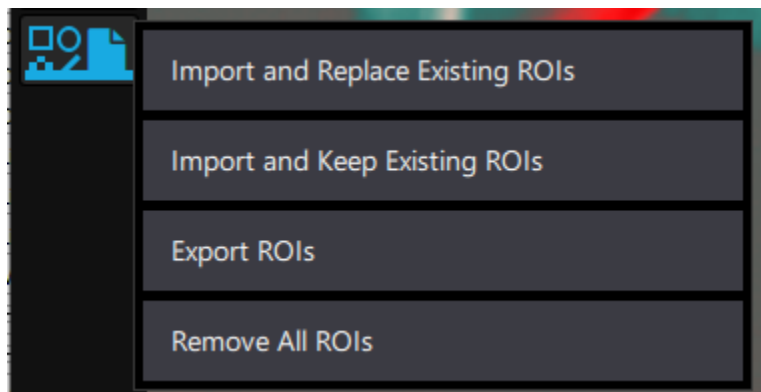 Import and Replace Existing ROIs
Import and Keep Existing ROIs
Export ROIs
Remove All ROIs